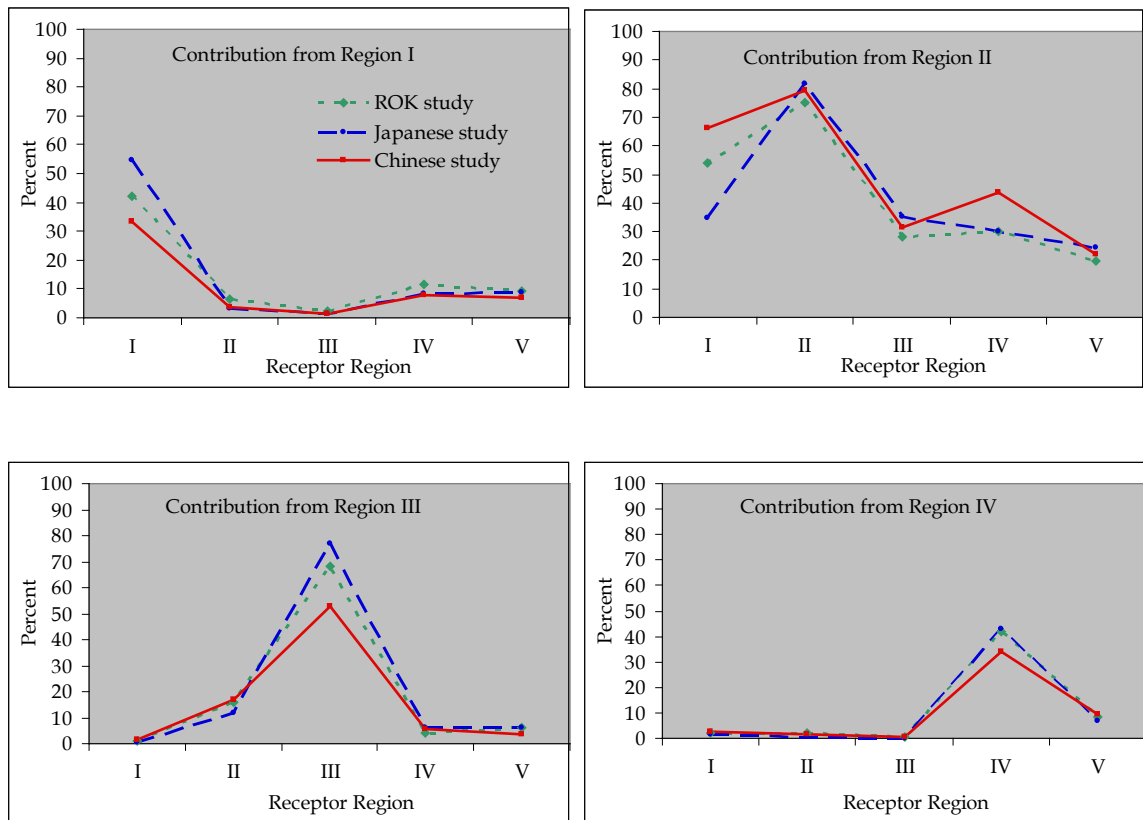 Contribution from Region I
ROK study
Japanese study
Chinese study
Percent
100
90
80
70
60
50
40
30
20
10
0
I II III IV V
Receptor Region
Contribution from Region II
Percent
100
90
80
70
60
50
40
30
20
10
0
I II III IV V
Receptor Region
Contribution from Region III
Percent
100
90
80
70
60
50
40
30
20
10
0
I II III IV V
Receptor Region
Contribution from Region IV
Percent
100
90
80
70
60
50
40
30
20
10
0
I II III IV V
Receptor Region